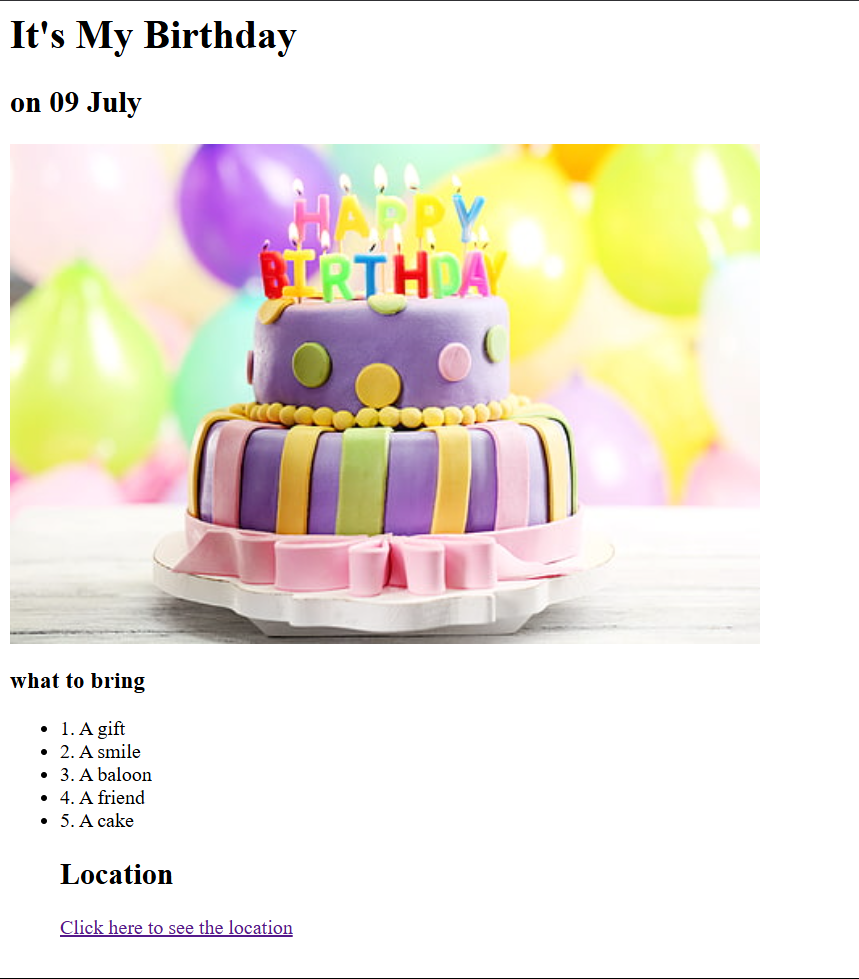 It's My Birthday
on 09 July
HAPPY
BIRTHDAY
what to bring
1. A gift
2. A smile
3. A baloon
4. A friend
5. A cake
Location
Click here to see the location